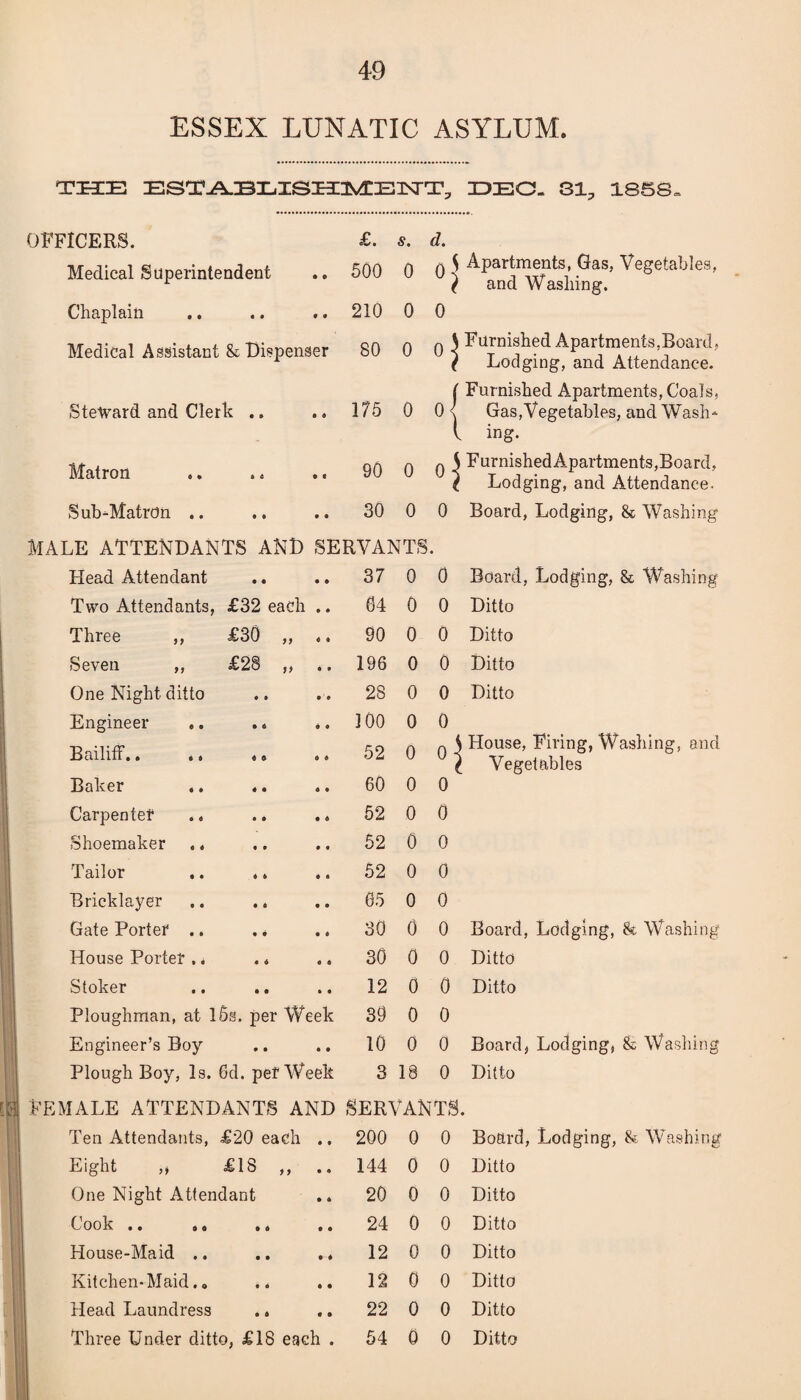 49
ESSEX LUNATIC ASYLUM.
THE ESTABLISHMENT, DEC. 31, 1858.
OFFICERS. £. s. d.
Medical Superintendent .. 500 0 0 { Apartments, Gas, Vegetables,
and Washing.
Chaplain .. .. .. 210 0 0
Medical Assistant & Dispenser 80 0 0 { Furnished Apartments, Board,
Lodging, and Attendance.
Steward and Clerk .. .. 175 0 0 { Furnished Apartments, Coals,
Gas, Vegetables, and Wash-
ing.
Matron .. .. .. 90 0 0 { Furnished Apartments, Board,
Lodging, and Attendance.
Sub-Matron .. .. .. 30 0 0 Board, Lodging, & Washing
MALE ATTENDANTS AND SERVANTS.
Head Attendant .. .. 37 0 0 Board, Lodging, & Washing
Two Attendants, £32 each .. 64 0 0 Ditto
Three ,, £30 ,, .. 90 0 0 Ditto
Seven ,, £28 ,, .. 196 0 0 Ditto
One Night ditto .. .. 28 0 0 Ditto
Engineer .. .. .. 100 0 0
Bailiff.. .. .. .. 52 0 0 { House, Firing, Washing, and
Vegetables
Baker .. .. .. 60 0 0
Carpenter .. .. .. 52 0 0
Shoemaker .. .. .. 52 0 0
Tailor .. .. .. 52 0 0
Bricklayer .. .. .. 65 0 0
Gate Porter .. .. .. 30 0 0 Board, Lodging, & Washing
House Porter .. .. .. 30 0 0 Ditto
Stoker .. .. .. 12 0 0 Ditto
Ploughman, at 15s. per Week 39 0 0
Engineer's Boy .. .. 10 0 0 Board, Lodging, & Washing
Plough Boy, 1s. 6d. per Week 3 18 0 Ditto
FEMALE ATTENDANTS AND SERVANTS.
Ten Attendants, £20 each .. 200 0 0 Board, Lodging, & Washing
Eight ,, £18 ,, .. 144 0 0 Ditto
One Night Attendant .. 20 0 0 Ditto
Cook .. .. .. .. 24 0 0 Ditto
House-Maid .. .. .. 12 0 0 Ditto
Kitchen-Maid.. .. .. 12 0 0 Ditto
Head Laundress .. .. 22 0 0 Ditto
Three Under ditto, £18 each . 54 0 0 Ditto